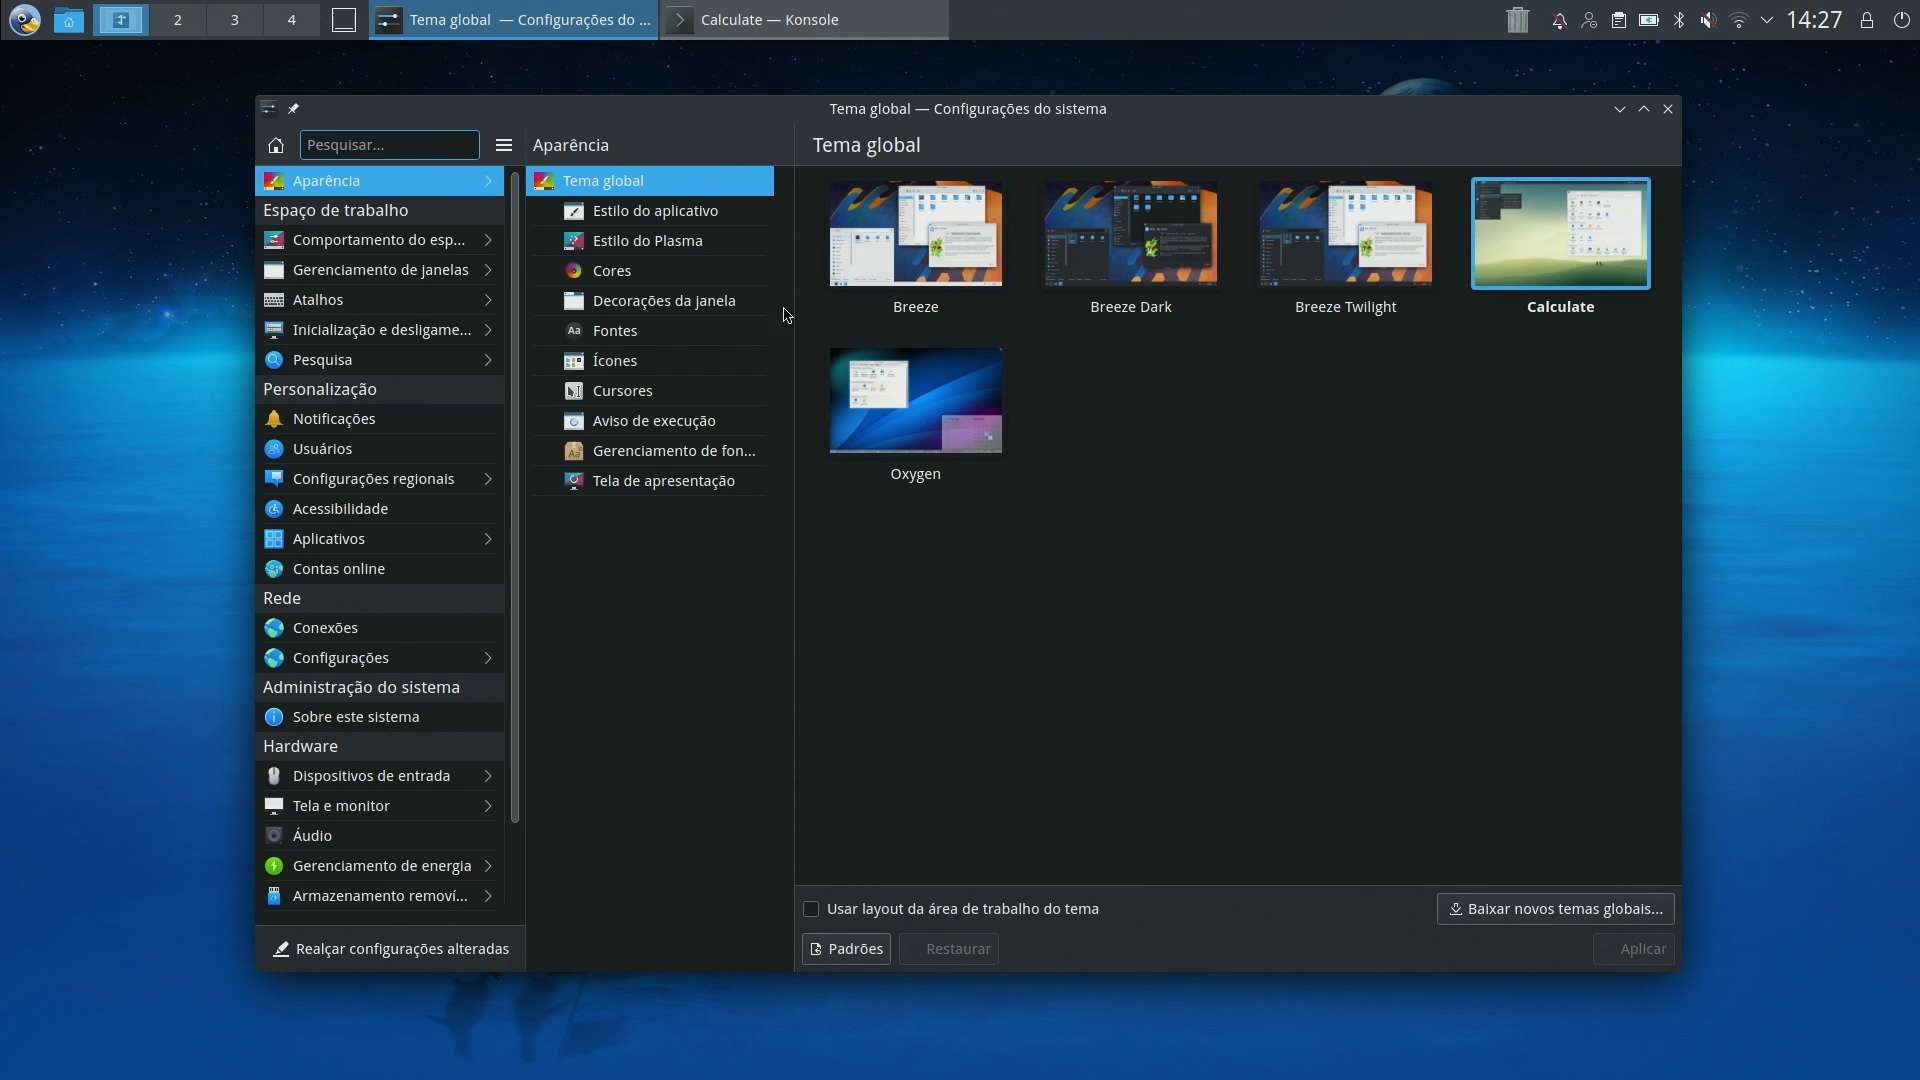 2
3
4
Tema global — Configurações do ...
Calculate — Konsole
14:27
Tema global — Configurações do sistema
Pesquisar...
Aparência
Tema global
Aparência
Espaço de trabalho
Comportamento do esp...
Gerenciamento de janelas
Atalhos
Inicialização e desligame...
Pesquisa
Personalização
Notificações
Usuários
Configurações regionais
Acessibilidade
Aplicativos
Contas online
Rede
Conexões
Configurações
Administração do sistema
Sobre este sistema
Hardware
Dispositivos de entrada
Tela e monitor
Áudio
Gerenciamento de energia
Armazenamento removí...
Realçar configurações alteradas
Tema global
Estilo do aplicativo
Estilo do Plasma
Cores
Decorações da janela
Aa Fontes
Ícones
Cursores
Aviso de execução
Gerenciamento de fon...
Tela de apresentação
Breeze
Breeze Dark
Breeze Twilight
Calculate
Oxygen
Usar layout da área de trabalho do tema
Baixar novos temas globais...
Padrões
Restaurar
Aplicar